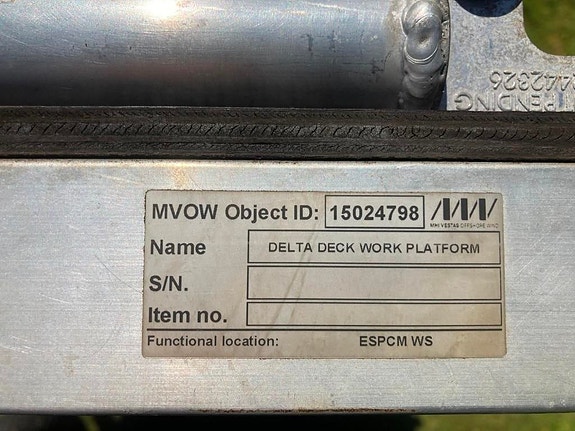 PENDING
442326
MVOW Object ID: 15024798
MHI VESTAS OFFSHORE WIND
Name DELTA DECK WORK PLATFORM
S/N.
Item no.
Functional location: ESPCM WS